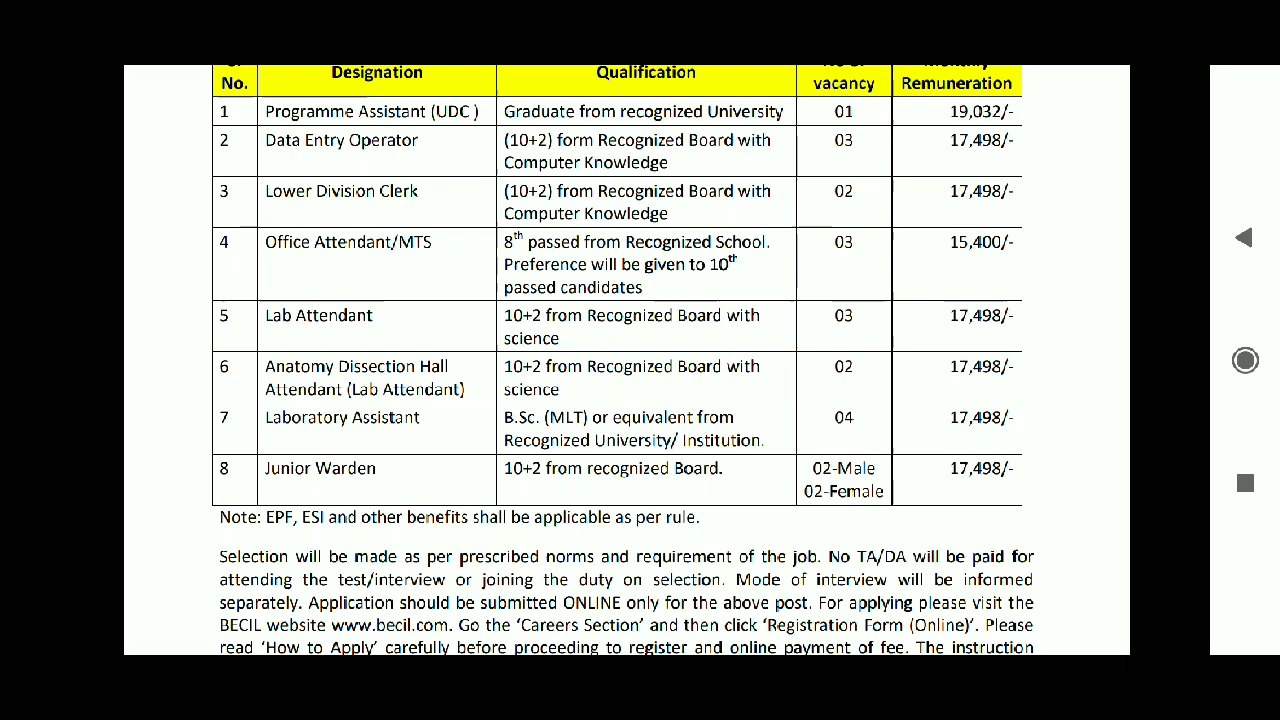 No.
Designation
Qualification
vacancy
Remuneration
1 Programme Assistant (UDC ) Graduate from recognized University 01 19,032/-
2 Data Entry Operator (10+2) form Recognized Board with 03 17,498/-
Computer Knowledge
3 Lower Division Clerk (10+2) from Recognized Board with 02 17,498/-
Computer Knowledge
4 Office Attendant/MTS 8th passed from Recognized School. 03 15,400/-
Preference will be given to 10th
passed candidates
5 Lab Attendant 10+2 from Recognized Board with 03 17,498/-
science
6 Anatomy Dissection Hall 10+2 from Recognized Board with 02 17,498/-
Attendant (Lab Attendant) science
7 Laboratory Assistant B.Sc. (MLT) or equivalent from 04 17,498/-
Recognized University/ Institution.
8 Junior Warden 10+2 from recognized Board. 02-Male 17,498/-
02-Female
Note: EPF, ESI and other benefits shall be applicable as per rule.
Selection will be made as per prescribed norms and requirement of the job. No TA/DA will be paid for
attending the test/interview or joining the duty on selection. Mode of interview will be informed
separately. Application should be submitted ONLINE only for the above post. For applying please visit the
BECIL website www.becil.com. Go the ‘Careers Section’ and then click ‘Registration Form (Online)’. Please
read ‘How to Apply’ carefully before proceeding to register and online payment of fee. The instruction